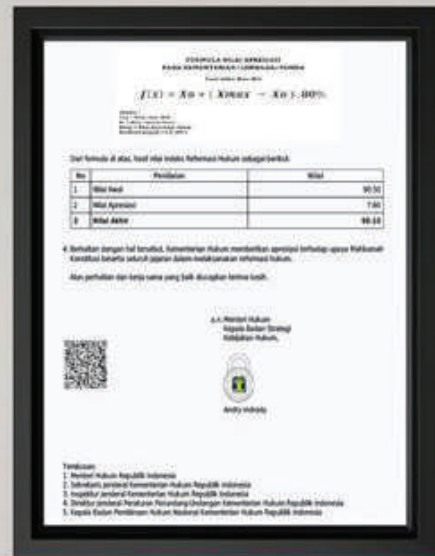 FORMULA NILAI APRESIASI
PADA KEMENTERIAN/LEMBAGA/PEMDA
Dari formula di atas, hasil nilai Indeks Reformasi Hukum sebagai berikut:
No Penilaian Nilai
1 Nilai Awal 90.50
2 Nilai Apresiasi 7.60
3 Nilai Akhir 98.10
4. Berkaitan dengan hal tersebut, Kementerian Hukum memberikan apresiasi terhadap upaya Mahkamah
Konstitusi beserta seluruh jajaran dalam melaksanakan reformasi hukum.
Atas perhatian dan kerja sama yang baik diucapkan terima kasih.
a.n. Menteri Hukum
Kepala Badan Strategi
Kebijakan Hukum,
Andry Indrady
Tembusan:
1. Menteri Hukum Republik Indonesia
2. Sekretaris Jenderal Kementerian Hukum Republik Indonesia
3. Inspektur Jenderal Kementerian Hukum Republik Indonesia
4. Direktur Jenderal Peraturan Perundang-Undangan Kementerian Hukum Republik Indonesia
5. Kepala Badan Pembinaan Hukum Nasional Kementerian Hukum Republik Indonesia